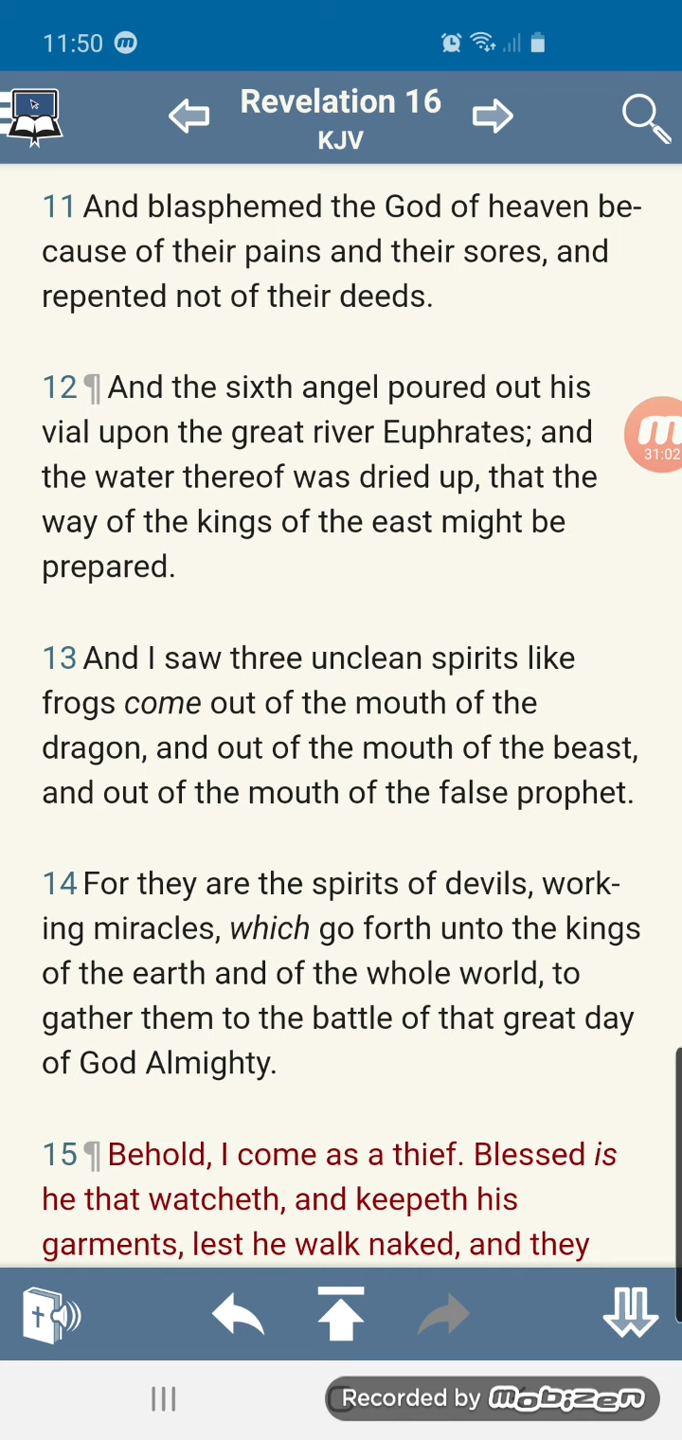 11:50 m
Revelation 16
KJV
11 And blasphemed the God of heaven be-
cause of their pains and their sores, and
repented not of their deeds.
12 ¶ And the sixth angel poured out his
vial upon the great river Euphrates; and
the water thereof was dried up, that the
way of the kings of the east might be
prepared.
13 And I saw three unclean spirits like
frogs come out of the mouth of the
dragon, and out of the mouth of the beast,
and out of the mouth of the false prophet.
14 For they are the spirits of devils, work-
ing miracles, which go forth unto the kings
of the earth and of the whole world, to
gather them to the battle of that great day
of God Almighty.
15 ¶ Behold, I come as a thief. Blessed is
he that watcheth, and keepeth his
garments, lest he walk naked, and they
m
31:02
Recorded by mobizen